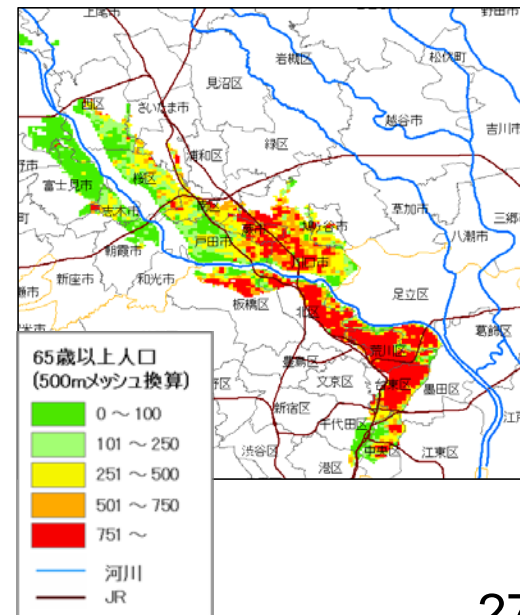 上尾市
野田市
岩槻区
松伏町
見沼区
西区
さいたま市
越谷市
吉川市
浦和区
緑区
桜区
富士見市
志木市
草加市
三郷
戸田市
八潮市
朝霞市
川口市
新座市
和光市
足立区
板橋区
北区
葛飾区
荒川区
豊島区
文京区
台東区
墨田区
野区
新宿区
千代田区
江戸
渋谷区
中央区
江東区
港区
65歳以上人口
(500mメッシュ換算)
0 ～ 100
101 ～ 250
251 ～ 500
501 ～ 750
751 ～
河川
JR
27